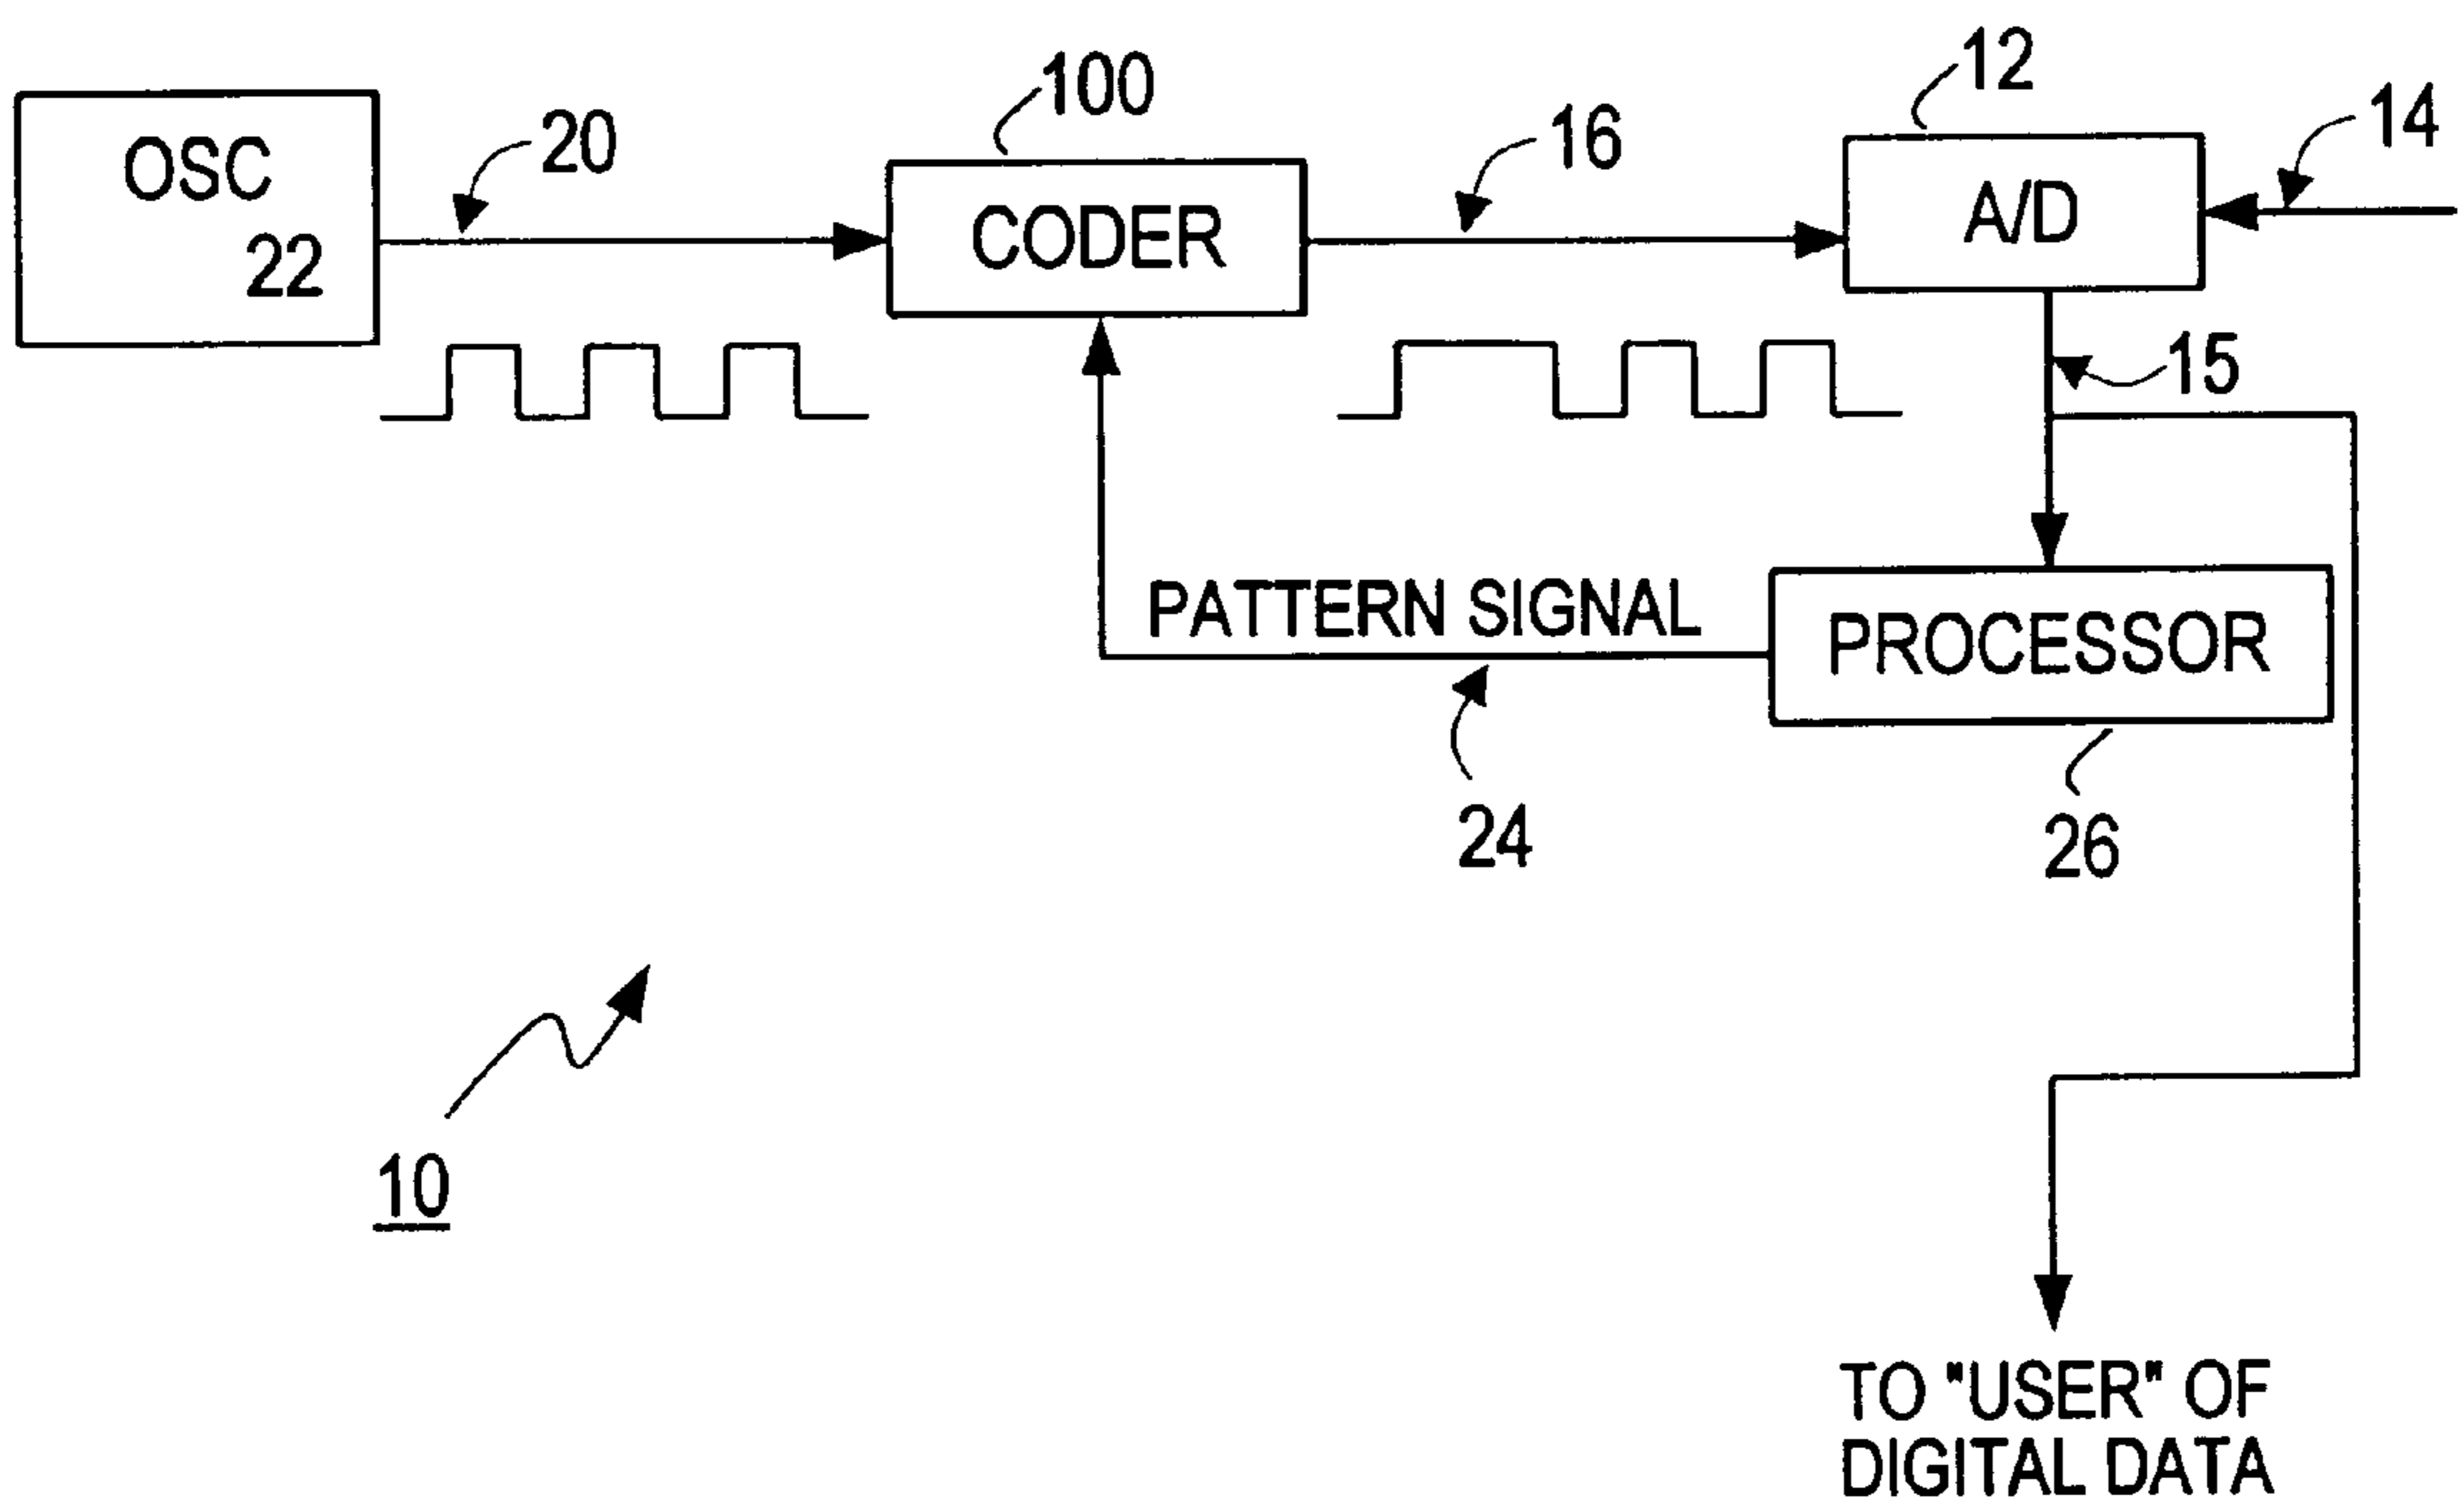 12
100
14
20
16
OSC
22
CODER
A/D
15
PATTERN SIGNAL
PROCESSOR
24
26
10
TO "USER" OF
DIGITAL DATA